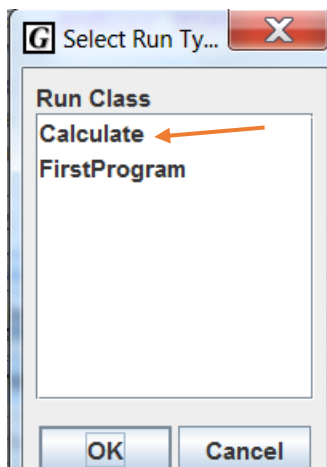 G Select Run Ty...
Run Class
Calculate
FirstProgram
OK Cancel